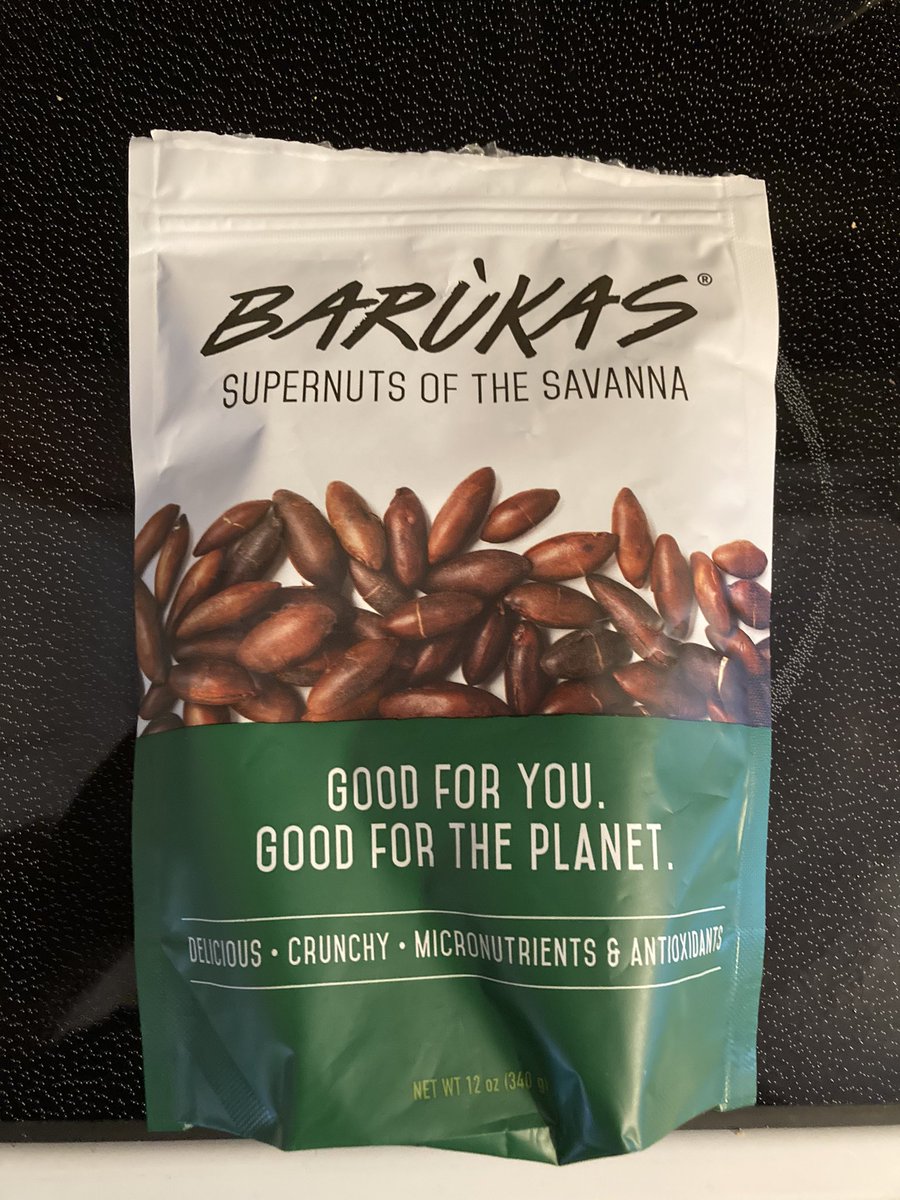 BARÙKAS®
SUPERNUTS OF THE SAVANNA
GOOD FOR YOU.
GOOD FOR THE PLANET.
DELICIOUS • CRUNCHY • MICRONUTRIENTS & ANTIOXIDANTS
NET WT 12 oz (340 g)